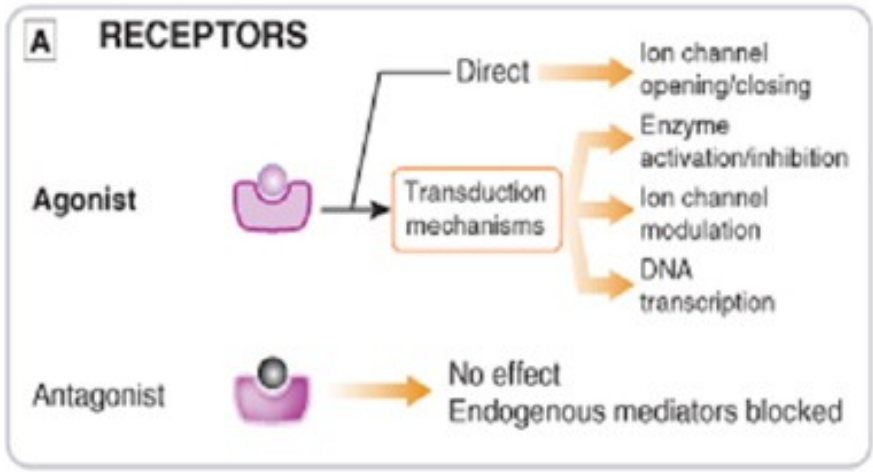 A RECEPTORS
Direct
Ion channel
opening/closing
Agonist
Transduction
mechanisms
Enzyme
activation/inhibition
Ion channel
modulation
DNA
transcription
Antagonist
No effect
Endogenous mediators blocked